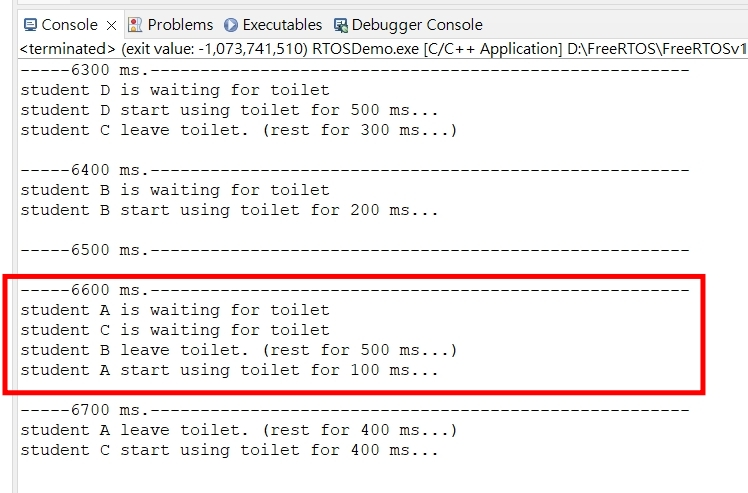 Console Problems Executables Debugger Console
<terminated> (exit value: -1,073,741,510) RTOSDemo.exe [C/C++ Application] D:\FreeRTOS\FreeRTOSv1
-----6300 ms.------------------------------------------------------
student D is waiting for toilet
student D start using toilet for 500 ms...
student C leave toilet. (rest for 300 ms...)
-----6400 ms.------------------------------------------------------
student B is waiting for toilet
student B start using toilet for 200 ms...
-----6500 ms.------------------------------------------------------
-----6600 ms.------------------------------------------------------
student A is waiting for toilet
student C is waiting for toilet
student B leave toilet. (rest for 500 ms...)
student A start using toilet for 100 ms...
-----6700 ms.------------------------------------------------------
student A leave toilet. (rest for 400 ms...)
student C start using toilet for 400 ms...